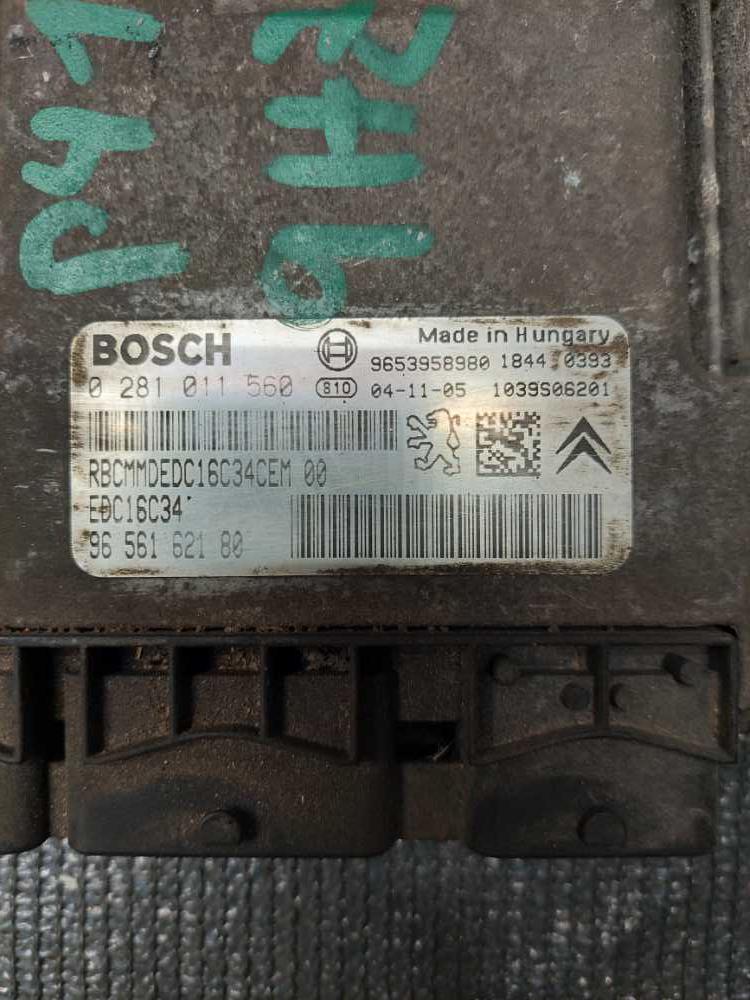 BOSCH
Made in Hungary
9653958980 1844 0393
0 281 011 560 S10 04-11-05 1039S06201
RBCMMDEDC16C34CEM 00
EDC16C34
96 561 621 80